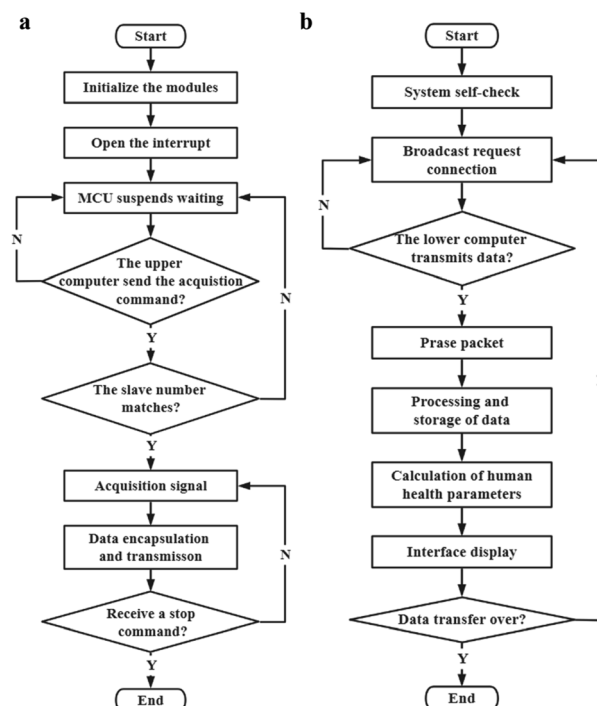 a
Start
Initialize the modules
Open the interrupt
MCU suspends waiting
N
The upper
computer send the acquistion
command?
N
Y
The slave number
matches?
Y
Acquisition signal
Data encapsulation
and transmisson
N
Receive a stop
command?
Y
End
b
Start
System self-check
Broadcast request
connection
N
The lower computer
transmits data?
Y
Prase packet
Processing and
storage of data
Calculation of human
health parameters
Interface display
Data transfer over?
Y
End